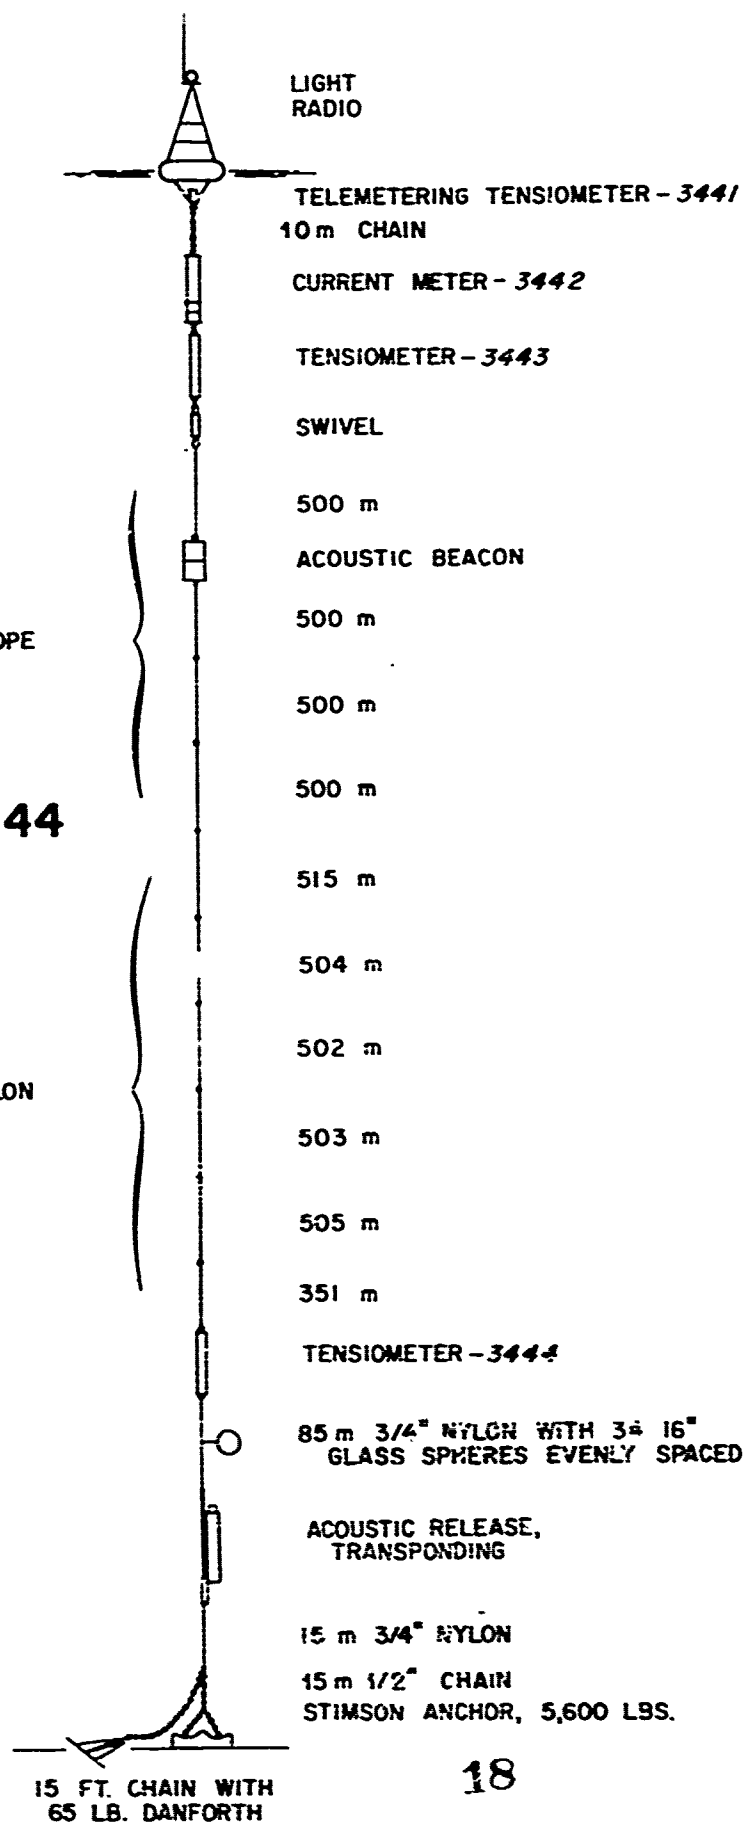 LIGHT
RADIO
TELEMETERING TENSIOMETER - 3441
10 m CHAIN
CURRENT METER - 3442
TENSIOMETER - 3443
SWIVEL
500 m
ACOUSTIC BEACON
500 m
OPE
500 m
500 m
44
515 m
504 m
502 m
LON
503 m
505 m
351 m
TENSIOMETER - 3444
85 m 3/4" NYLON WITH 34 16"
GLASS SPHERES EVENLY SPACED
ACOUSTIC RELEASE,
TRANSPONDING
15 m 3/4" NYLON
15 m 1/2" CHAIN
STIMSON ANCHOR, 5,600 LBS.
18
15 FT. CHAIN WITH
65 LB. DANFORTH